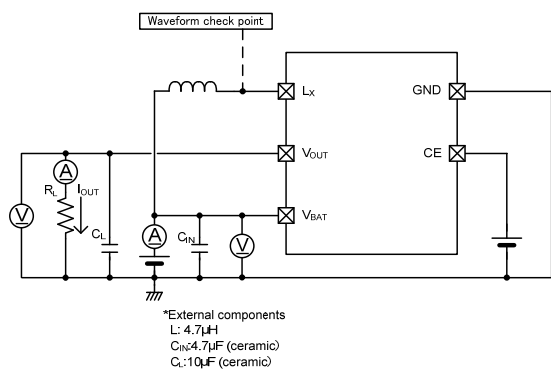 Waveform check point
LX
GND
VOUT
CE
A
RL
IOUT
V
CL
VBAT
A
CIN
V
*External components
L: 4.7μH
CIN:4.7μF (ceramic)
CL:10μF (ceramic)